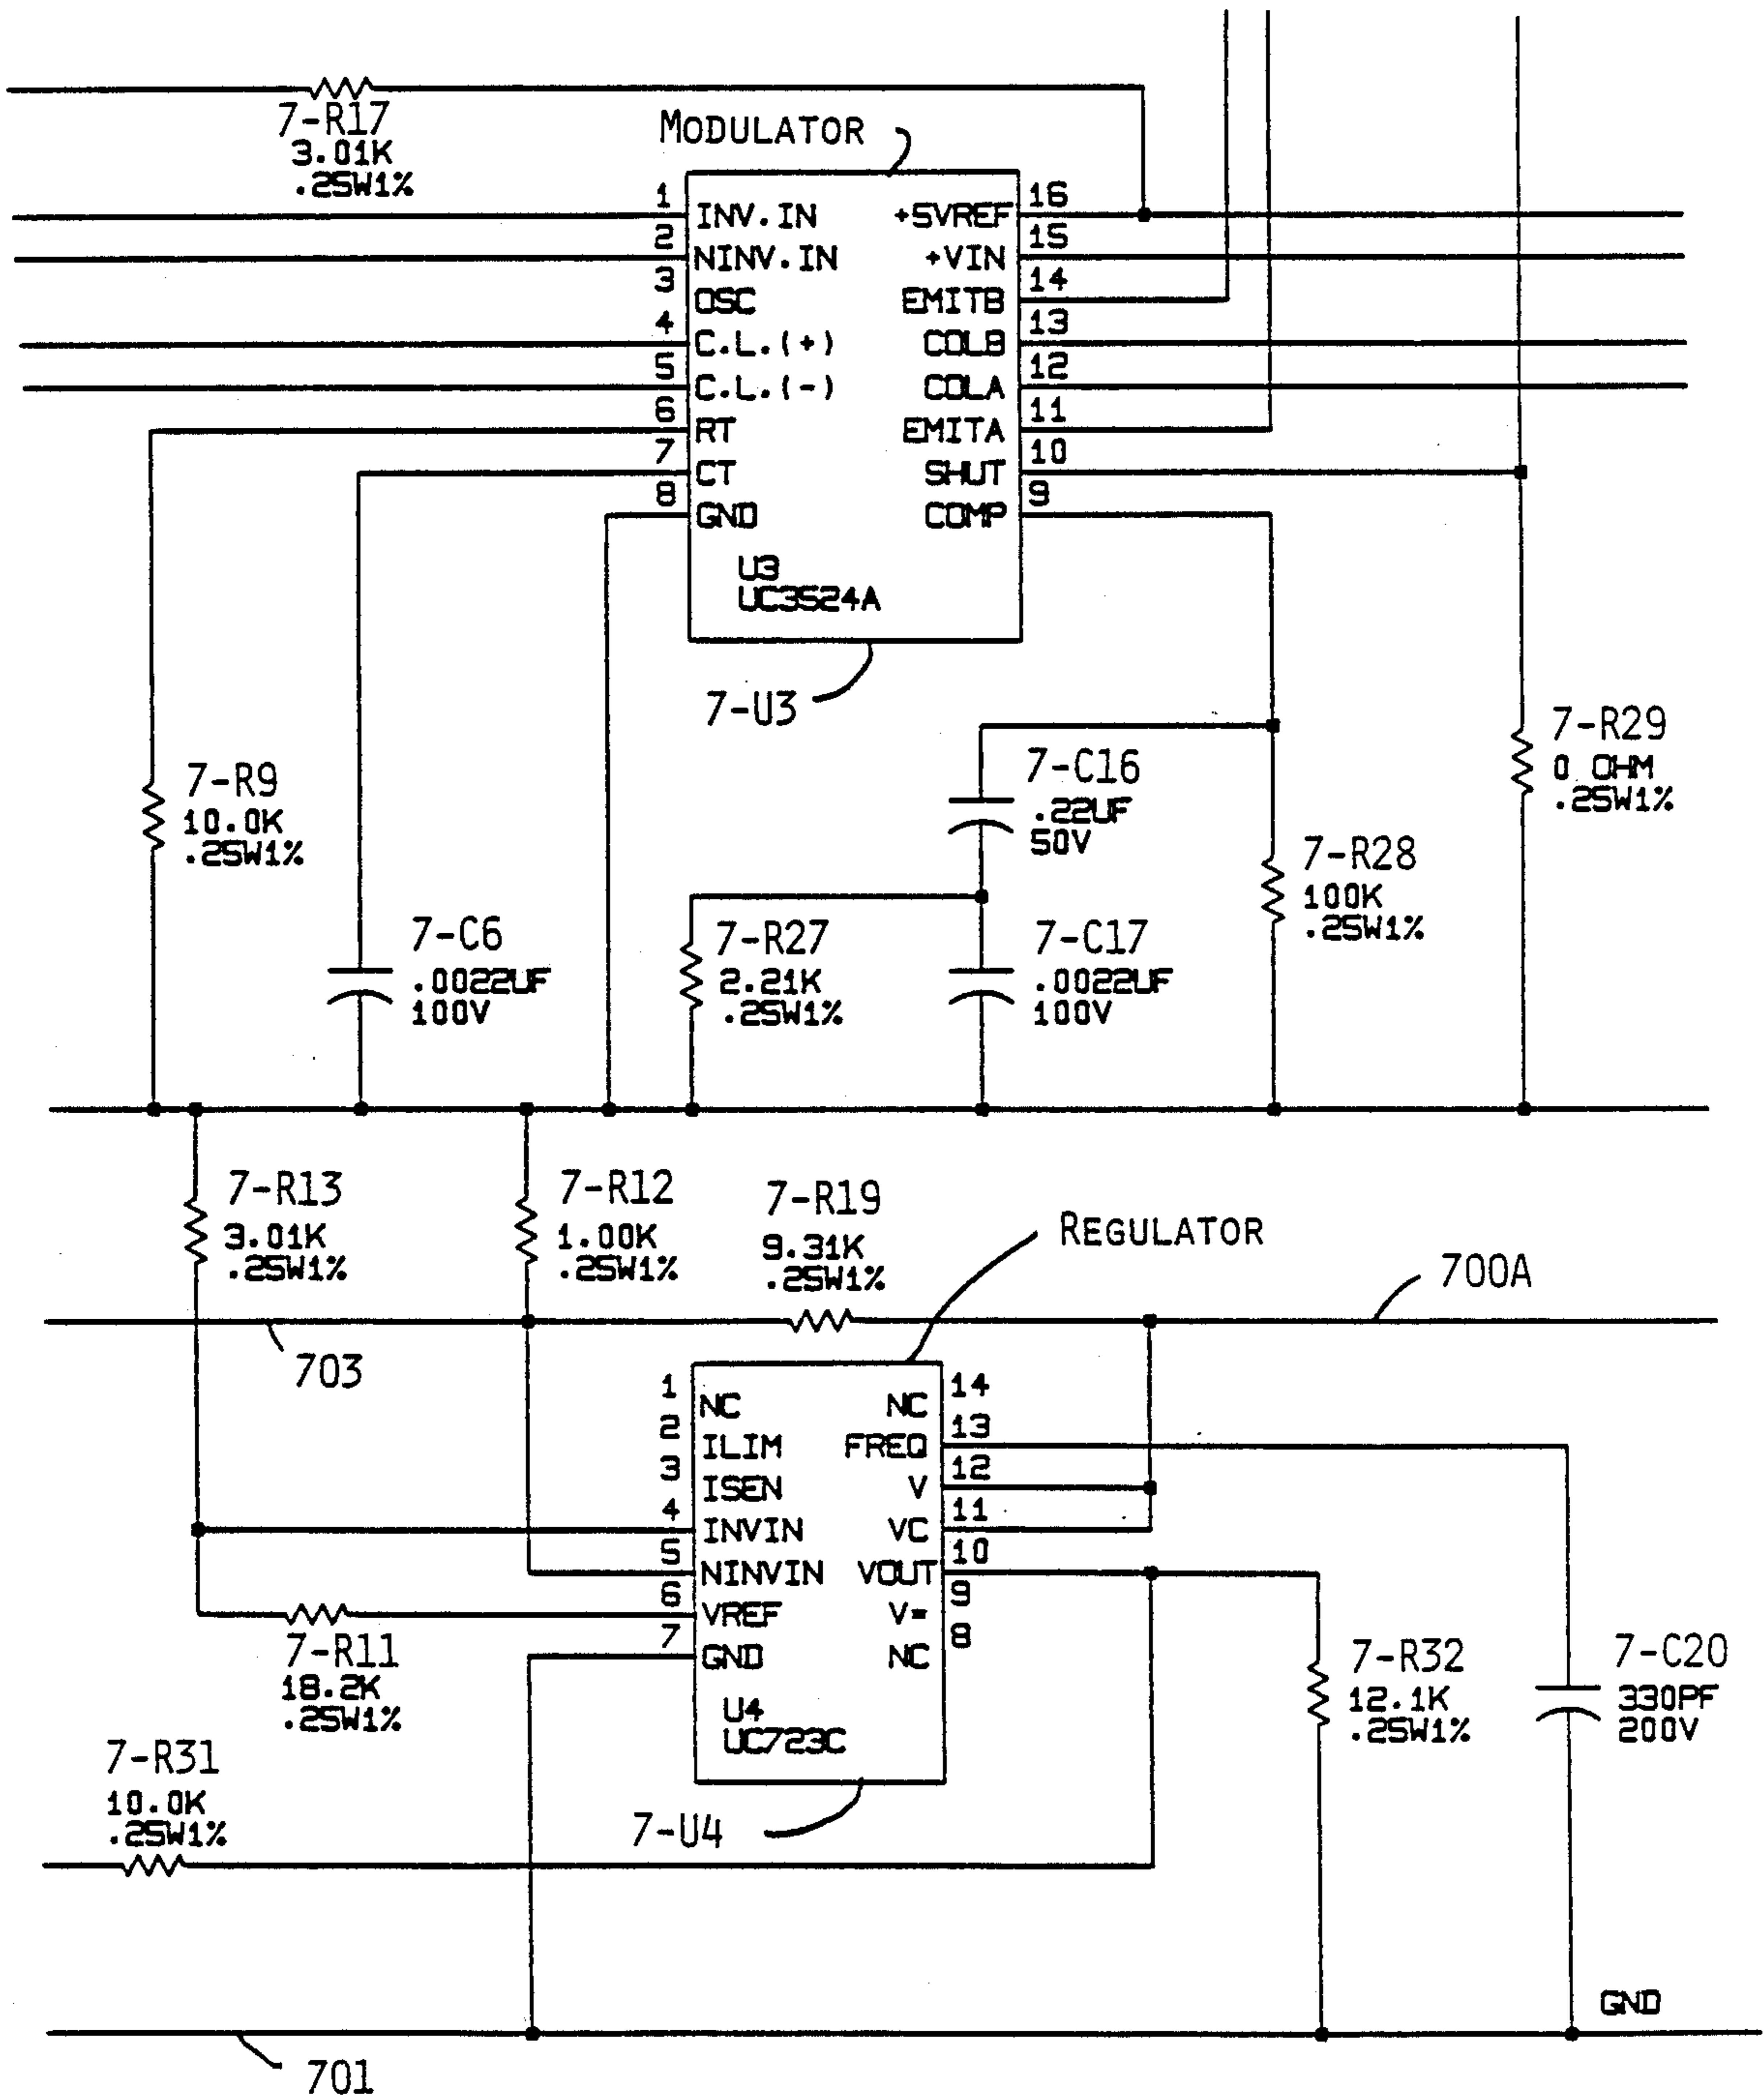 7-R17
3.01K
.25W1%
MODULATOR
1 INV.IN +5VREF 16
2 NINV.IN +VIN 15
3 OSC EMITB 14
4 C.L.(+) COLB 13
5 C.L.(-) COLA 12
6 RT EMITA 11
7 CT SHUT 10
8 GND COMP 9
U3
UC3524A
7-U3
7-R9
10.0K
.25W1%
7-C6
.0022UF
100V
7-R27
2.21K
.25W1%
7-C16
.22UF
50V
7-C17
.0022UF
100V
7-R28
100K
.25W1%
7-R29
0 OHM
.25W1%
7-R13
3.01K
.25W1%
7-R12
1.00K
.25W1%
7-R19
9.31K
.25W1%
REGULATOR
700A
703
1 NC NC 14
2 ILIM FREQ 13
3 ISEN V 12
4 INVIN VC 11
5 NINVIN VOUT 10
6 VREF V= 9
7 GND NC 8
U4
UC723C
7-U4
7-R11
18.2K
.25W1%
7-R31
10.0K
.25W1%
7-R32
12.1K
.25W1%
7-C20
330PF
200V
GND
701